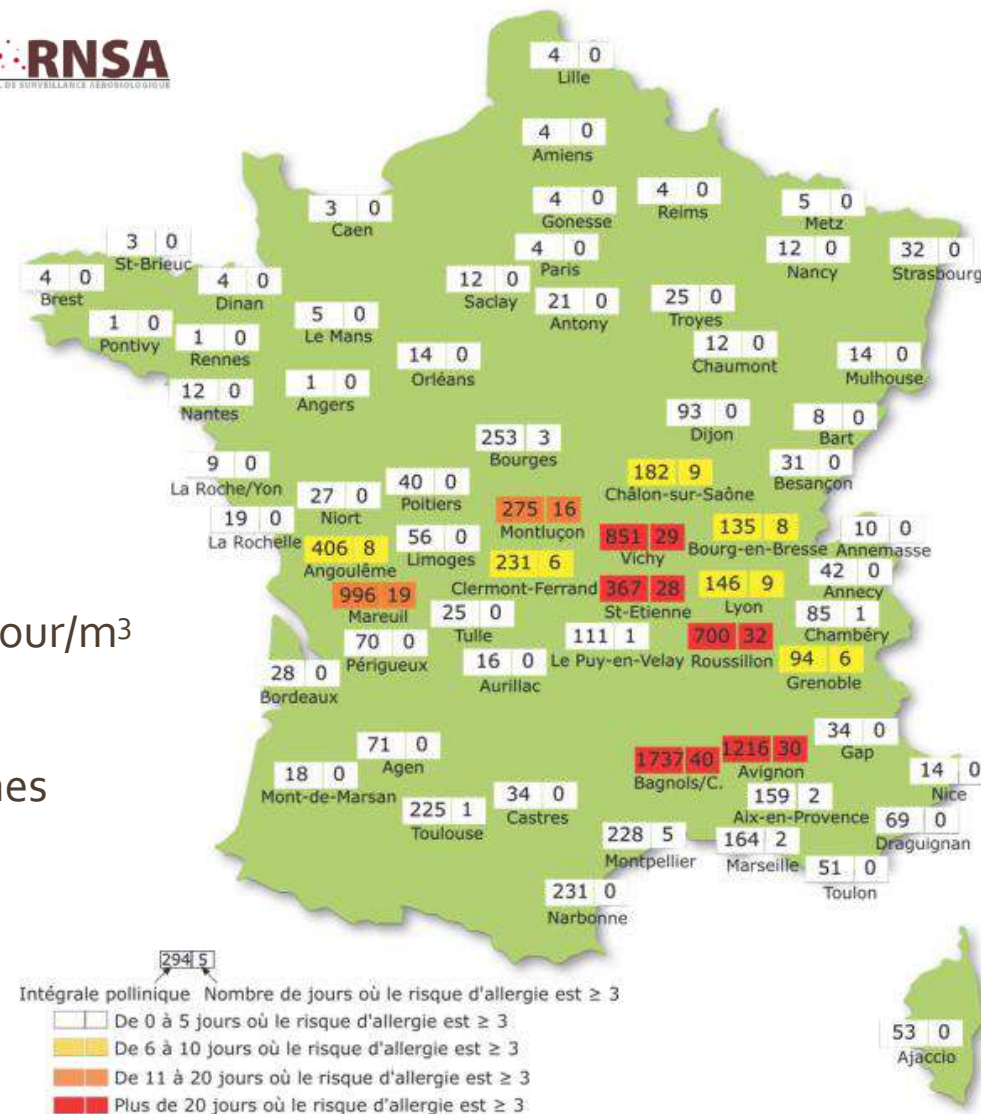 RNSA
DE SURVEILLANCE AEROBIOLOGIQUE
4 0
Lille
4 0
Amiens
4 0
Gonesse
4 0
Reims
5 0
Metz
3 0
Caen
3 0
St-Brieuc
4 0
Paris
12 0
Nancy
32 0
Strasbourg
4 0
Brest
4 0
Dinan
12 0
Saclay
21 0
Antony
25 0
Troyes
1 0
Pontivy
1 0
Rennes
5 0
Le Mans
14 0
Orléans
12 0
Chaumont
14 0
Mulhouse
12 0
Nantes
1 0
Angers
93 0
Dijon
8 0
Bart
253 3
Bourges
9 0
La Roche/Yon
27 0
Niort
40 0
Poitiers
182 9
Châlon-sur-Saône
31 0
Besançon
19 0
La Rochelle
275 16
Montluçon
406 8
Angoulême
56 0
Limoges
851 29
Vichy
135 8
Bourg-en-Bresse
10 0
Annemasse
231 6
Clermont-Ferrand
367 28
St-Etienne
146 9
Lyon
42 0
Annecy
996 19
Mareuil
25 0
Tulle
85 1
Chambéry
our/m³
70 0
Périgueux
16 0
Aurillac
111 1
Le Puy-en-Velay
700 32
Roussillon
94 6
Grenoble
28 0
Bordeaux
71 0
Agen
34 0
Gap
nes
18 0
Mont-de-Marsan
1737 40
Bagnols/C.
1216 30
Avignon
14 0
Nice
225 1
Toulouse
34 0
Castres
159 2
Aix-en-Provence
69 0
Draguignan
228 5
Montpellier
164 2
Marseille
51 0
Toulon
231 0
Narbonne
53 0
Ajaccio
294 5
Intégrale pollinique Nombre de jours où le risque d'allergie est ≥ 3
De 0 à 5 jours où le risque d'allergie est ≥ 3
De 6 à 10 jours où le risque d'allergie est ≥ 3
De 11 à 20 jours où le risque d'allergie est ≥ 3
Plus de 20 jours où le risque d'allergie est ≥ 3